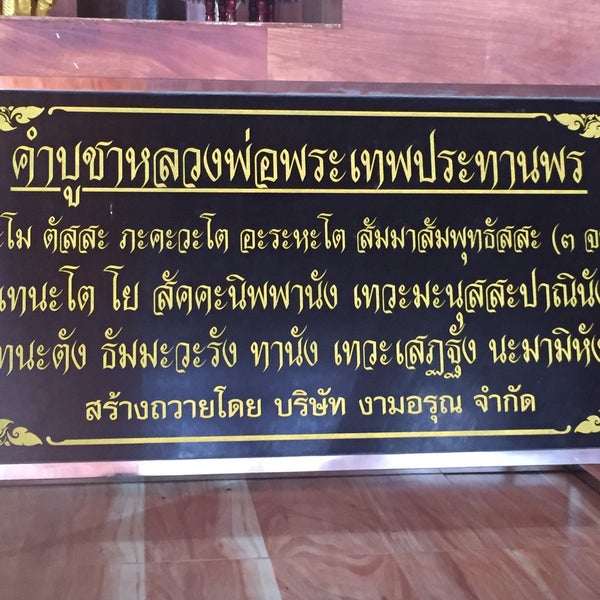 คำบูชาหลวงพ่อพระเทพประทานพร
โม ตัสสะ ภะคะวะโต อะระหะโต สัมมาสัมพุทธัสสะ (๓
โต โย สัคคะนิพพานัง เทวะมะนุสสะปาณินัง
ทะนะตัง ธัมมะวะรัง ทานัง เทวะเสฏฐัง นะมามิหัง
สร้างถวายโดย บริษัท งามอรุณ จำกัด